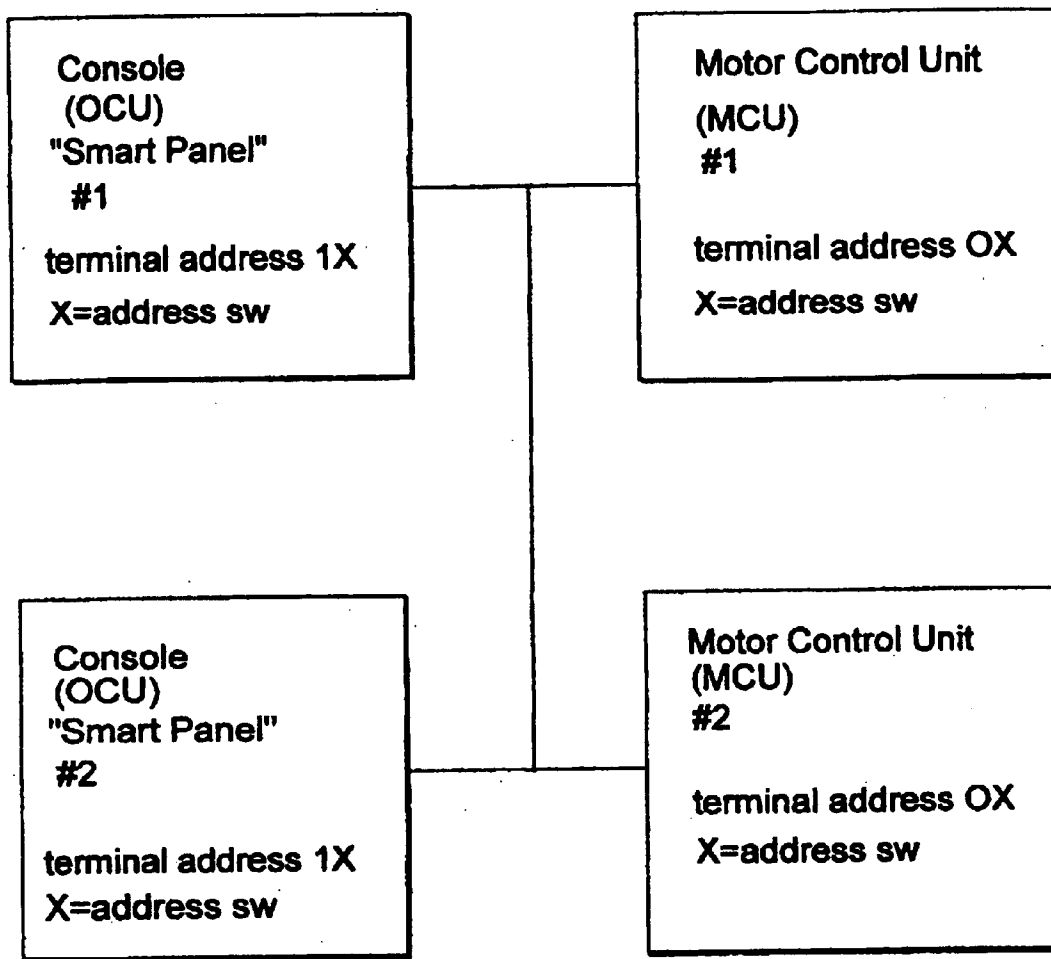 Console
(OCU)
"Smart Panel"
#1
terminal address 1X
X=address sw
Motor Control Unit
(MCU)
#1
terminal address OX
X=address sw
Console
(OCU)
"Smart Panel"
#2
terminal address 1X
X=address sw
Motor Control Unit
(MCU)
#2
terminal address OX
X=address sw